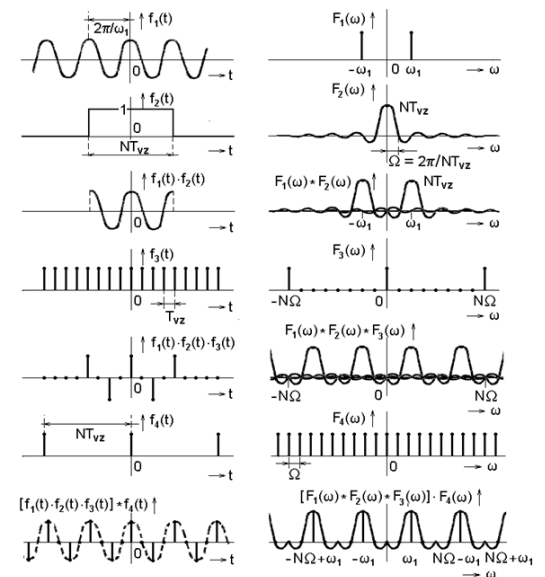 f₁(t)
2π/ω₁
0
t
F₁(ω)
-ω₁ 0 ω₁
ω
f₂(t)
1
0
t
NTvz
F₂(ω)
NTvz
ω
Ω = 2π/NTvz
f₁(t)·f₂(t)
0
t
F₁(ω)*F₂(ω)
NTvz
-ω₁ ω₁
ω
f₃(t)
0
t
Tvz
F₃(ω)
-NΩ 0 NΩ
ω
f₁(t)·f₂(t)·f₃(t)
0
t
F₁(ω)*F₂(ω)*F₃(ω)
-NΩ 0 NΩ
ω
f₄(t)
NTvz
0
t
F₄(ω)
Ω 0
ω
[f₁(t)·f₂(t)·f₃(t)]*f₄(t)
0
t
[F₁(ω)*F₂(ω)*F₃(ω)]·F₄(ω)
-NΩ+ω₁ -ω₁ ω₁ NΩ-ω₁ NΩ+ω₁
ω